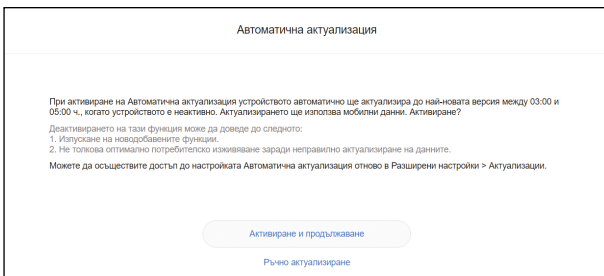 Автоматична актуализация
При активиране на Автоматична актуализация устройството автоматично ще актуализира до най-новата версия между 03:00 и
05:00 ч., когато устройството е неактивно. Актуализирането ще използва мобилни данни. Активиране?
Деактивирането на тази функция може да доведе до следното:
1. Изпускане на новодобавените функции.
2. Не толкова оптимално потребителско изживяване заради неправилно актуализиране на данните.
Можете да осъществите достъп до настройката Автоматична актуализация отново в Разширени настройки > Актуализации.
Активиране и продължаване
Ръчно актуализиране